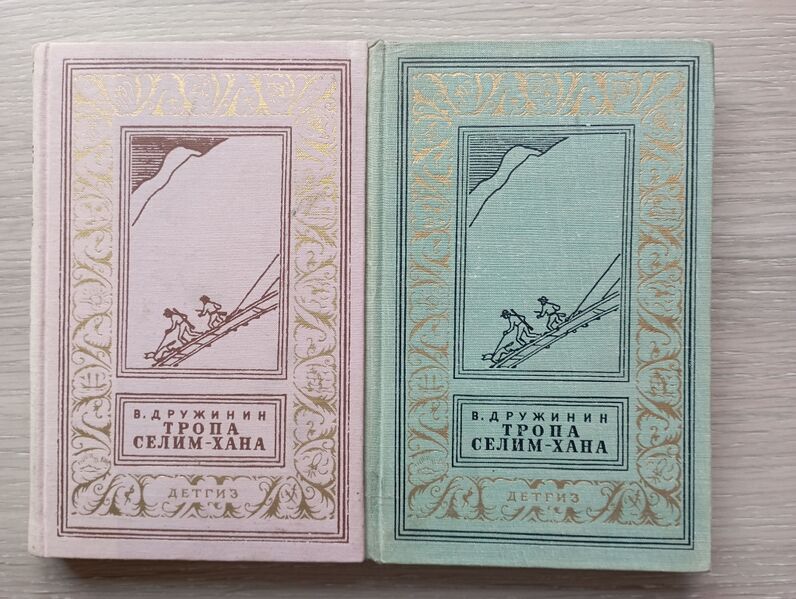 В. ДРУЖИНИН
ТРОПА
СЕЛИМ-ХАНА
ДЕТГИЗ
В. ДРУЖИНИН
ТРОПА
СЕЛИМ-ХАНА
ДЕТГИЗ